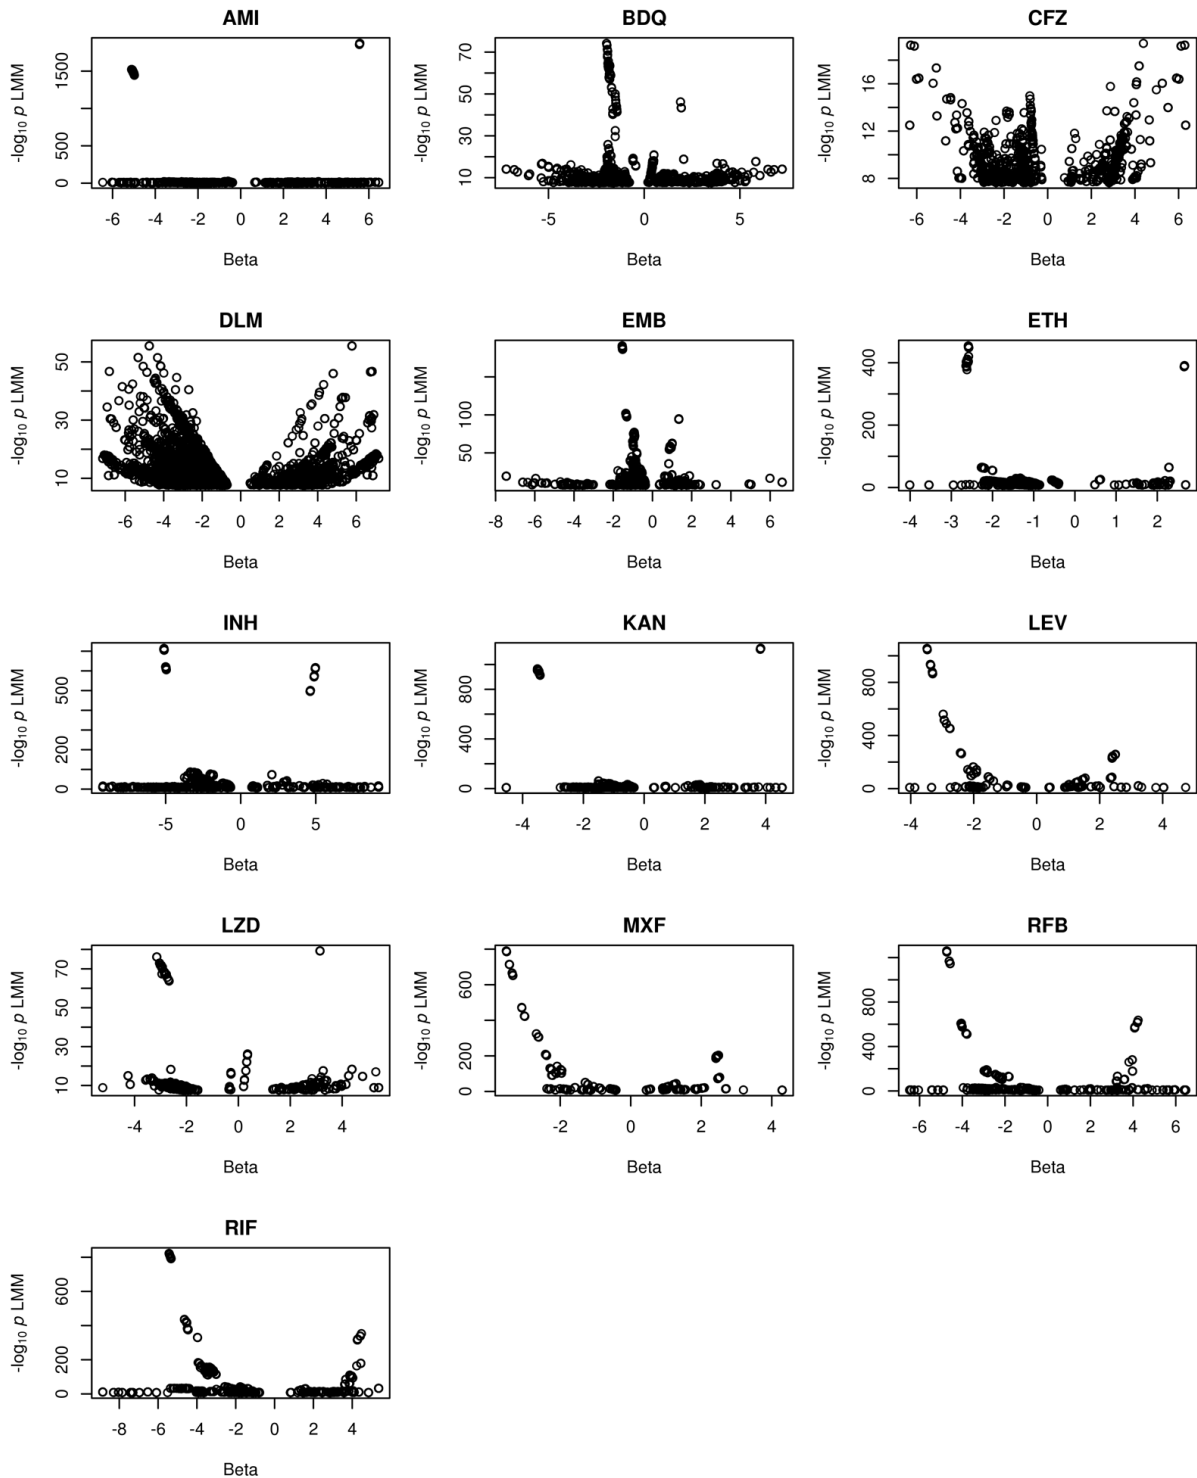 AMI BDQ CFZ
-log10 p LMM
0 500 1500
-6 -4 -2 0 2 4 6
Beta
-log10 p LMM
10 30 50 70
-5 0 5
Beta
-log10 p LMM
8 12 16
-6 -4 -2 0 2 4 6
Beta
DLM EMB ETH
-log10 p LMM
10 30 50
-6 -4 -2 0 2 4 6
Beta
-log10 p LMM
50 100
-8 -6 -4 -2 0 2 4 6
Beta
-log10 p LMM
0 200 400
-4 -3 -2 -1 0 1 2
Beta
INH KAN LEV
-log10 p LMM
0 200 500
-5 0 5
Beta
-log10 p LMM
0 400 800
-4 -2 0 2 4
Beta
-log10 p LMM
0 400 800
-4 -2 0 2 4
Beta
LZD MXF RFB
-log10 p LMM
10 30 50 70
-4 -2 0 2 4
Beta
-log10 p LMM
0 200 600
-2 0 2 4
Beta
-log10 p LMM
0 400 800
-6 -4 -2 0 2 4 6
Beta
RIF
-log10 p LMM
0 200 600
-8 -6 -4 -2 0 2 4
Beta